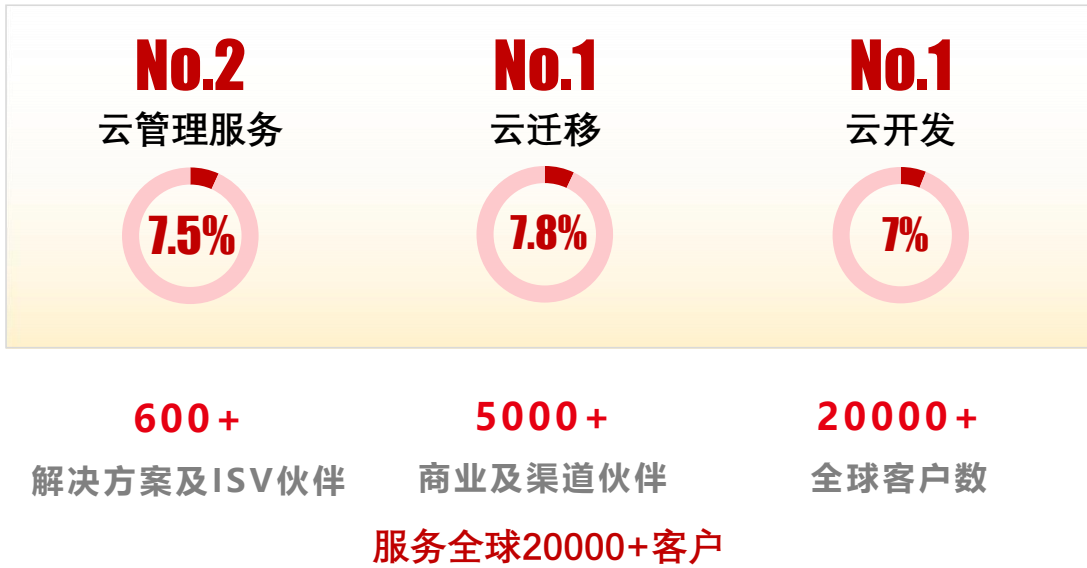 No.2
No.1
No.1
云管理服务
云迁移
云开发
7.5%
7.8%
7%
600+
5000+
20000+
解决方案及ISV伙伴
商业及渠道伙伴
全球客户数
服务全球20000+客户